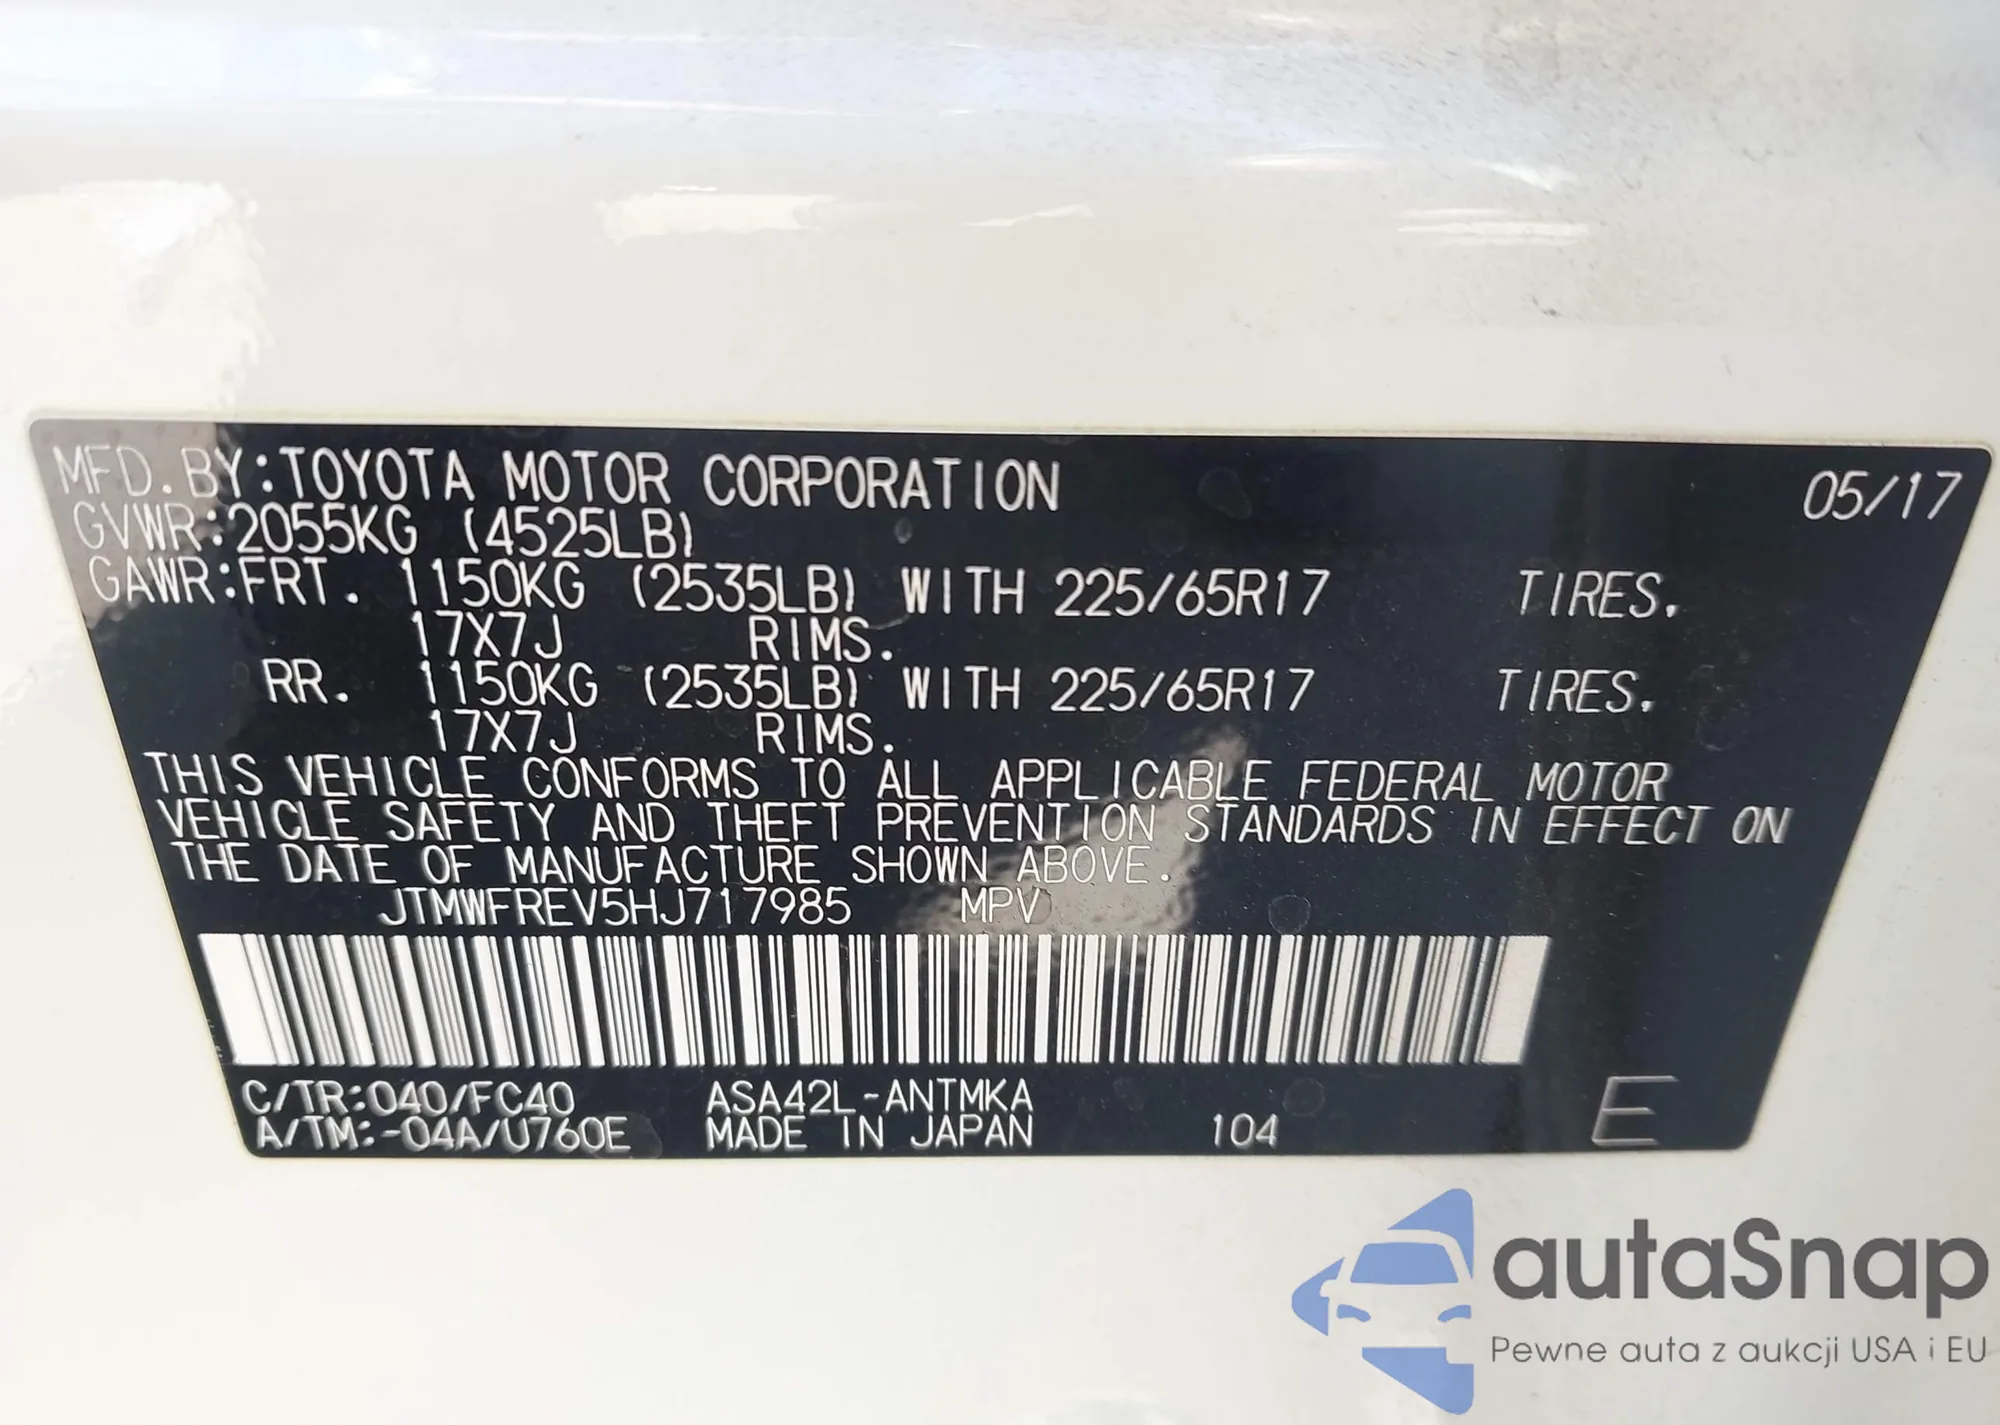 MFD.BY:TOYOTA MOTOR CORPORATION 05/17
GVWR:2055KG (4525LB)
GAWR:FRT. 1150KG (2535LB) WITH 225/65R17 TIRES.
17X7J RIMS.
RR. 1150KG (2535LB) WITH 225/65R17 TIRES.
17X7J RIMS.
THIS VEHICLE CONFORMS TO ALL APPLICABLE FEDERAL MOTOR
VEHICLE SAFETY AND THEFT PREVENTION STANDARDS IN EFFECT ON
THE DATE OF MANUFACTURE SHOWN ABOVE.
JTMWFREV5HJ717985 MPV
C/TR:040/FC40 ASA42L-ANTMKA
A/TM:-04A/U760E MADE IN JAPAN 104 E
autaSnap
Pewne auta z aukcji USA i EU